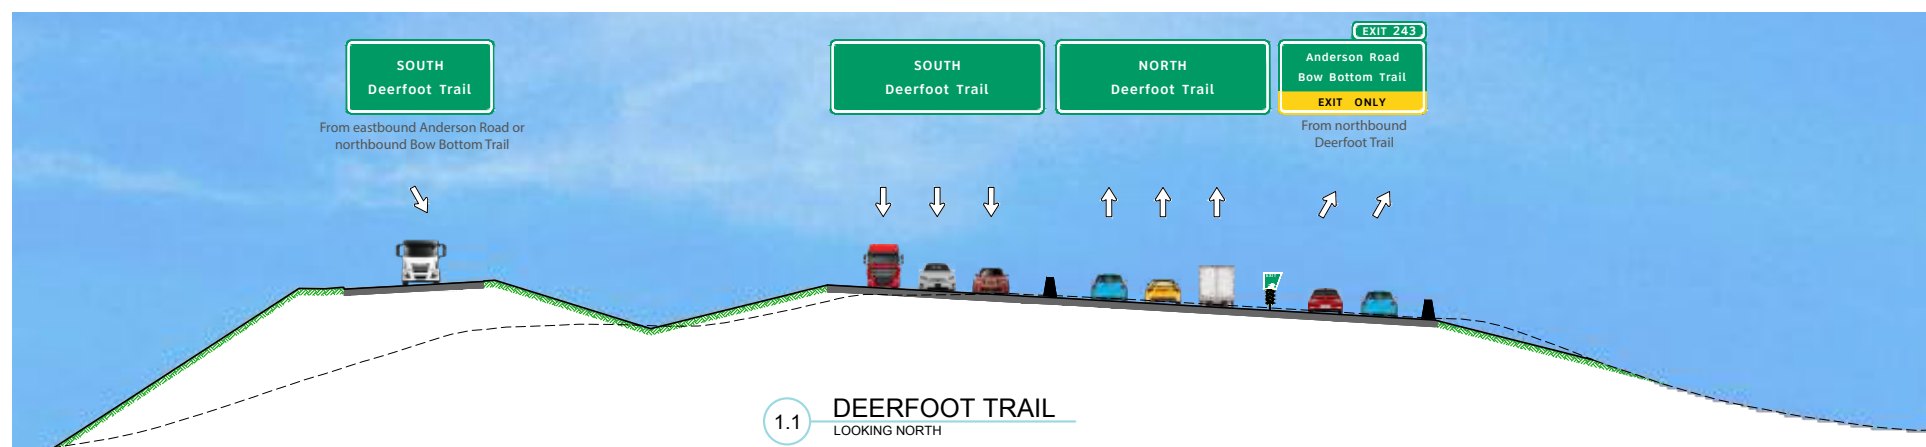 SOUTH
Deerfoot Trail
From eastbound Anderson Road or
northbound Bow Bottom Trail
SOUTH
Deerfoot Trail
NORTH
Deerfoot Trail
EXIT 243
Anderson Road
Bow Bottom Trail
EXIT ONLY
From northbound
Deerfoot Trail
1.1
DEERFOOT TRAIL
LOOKING NORTH